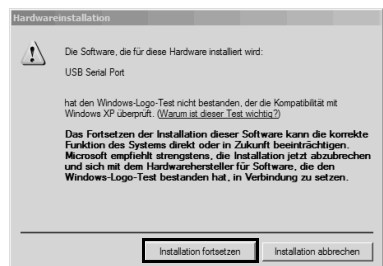 Hardwareinstallation
Die Software, die für diese Hardware installiert wird:
USB Serial Port
hat den Windows-Logo-Test nicht bestanden, der die Kompatibilität mit
Windows XP überprüft. (Warum ist dieser Test wichtig?)
Das Fortsetzen der Installation dieser Software kann die korrekte
Funktion des Systems direkt oder in Zukunft beeinträchtigen.
Microsoft empfiehlt strengstens, die Installation jetzt abzubrechen
und sich mit dem Hardwarehersteller für Software, die den
Windows-Logo-Test bestanden hat, in Verbindung zu setzen.
Installation fortsetzen
Installation abbrechen